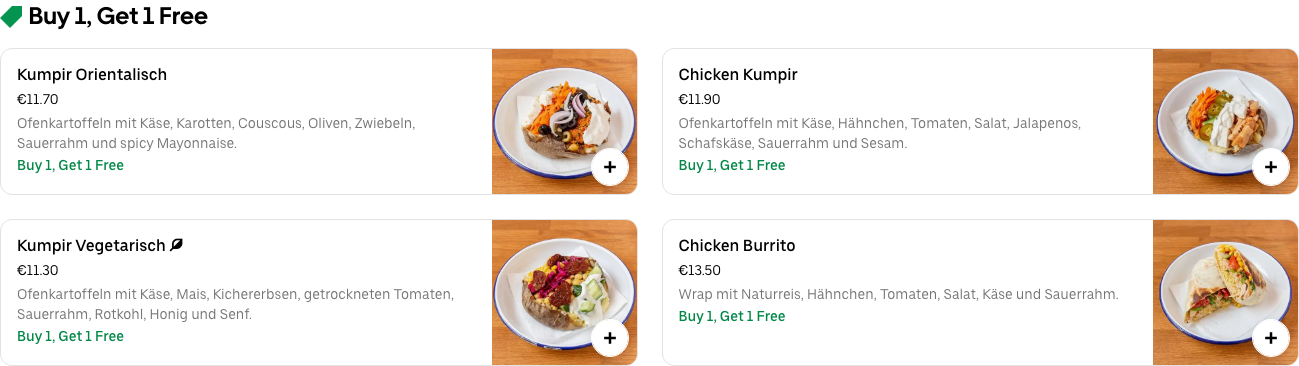 Buy 1, Get 1 Free
Kumpir Orientalisch
€11.70
Ofenkartoffeln mit Käse, Karotten, Couscous, Oliven, Zwiebeln,
Sauerrahm und spicy Mayonnaise.
Buy 1, Get 1 Free
Chicken Kumpir
€11.90
Ofenkartoffeln mit Käse, Hähnchen, Tomaten, Salat, Jalapenos,
Schafskäse, Sauerrahm und Sesam.
Buy 1, Get 1 Free
Kumpir Vegetarisch
€11.30
Ofenkartoffeln mit Käse, Mais, Kichererbsen, getrockneten Tomaten,
Sauerrahm, Rotkohl, Honig und Senf.
Buy 1, Get 1 Free
Chicken Burrito
€13.50
Wrap mit Naturreis, Hähnchen, Tomaten, Salat, Käse und Sauerrahm.
Buy 1, Get 1 Free